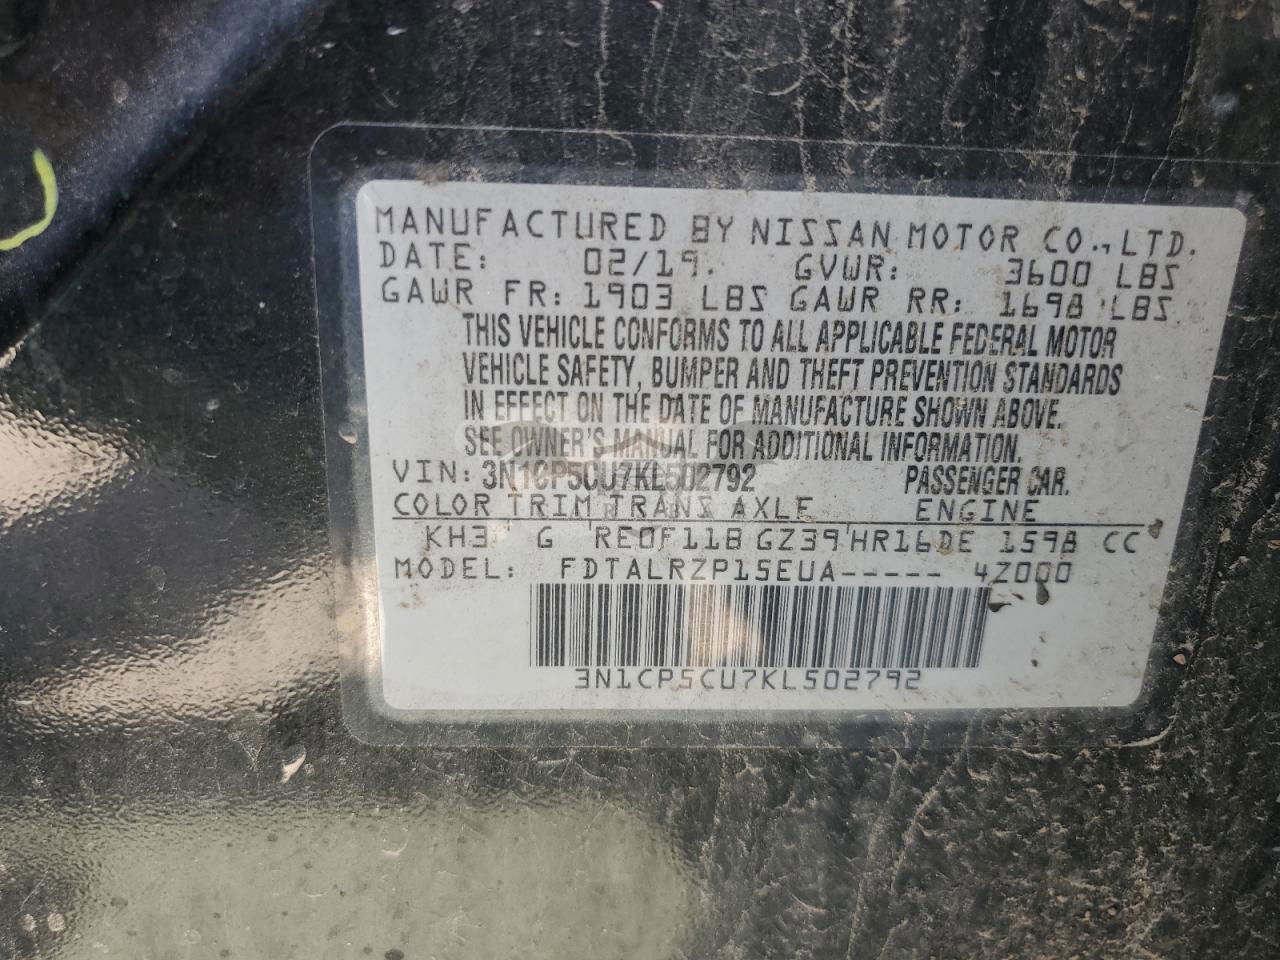 MANUFACTURED BY NISSAN MOTOR CO.,LTD.
DATE: 02/19. GVWR: 3600 LBS
GAWR FR: 1903 LBS GAWR RR: 1698 LBS
THIS VEHICLE CONFORMS TO ALL APPLICABLE FEDERAL MOTOR
VEHICLE SAFETY, BUMPER AND THEFT PREVENTION STANDARDS
IN EFFECT ON THE DATE OF MANUFACTURE SHOWN ABOVE.
SEE OWNER'S MANUAL FOR ADDITIONAL INFORMATION.
VIN: 3N1CP5CU7KL502792 PASSENGER CAR.
COLOR TRIM TRANS AXLE ENGINE
KH3 G RE0F11B GZ39 HR16DE 1598 CC
MODEL: FDTALRZP15EUA----- 4Z000
3N1CP5CU7KL502792